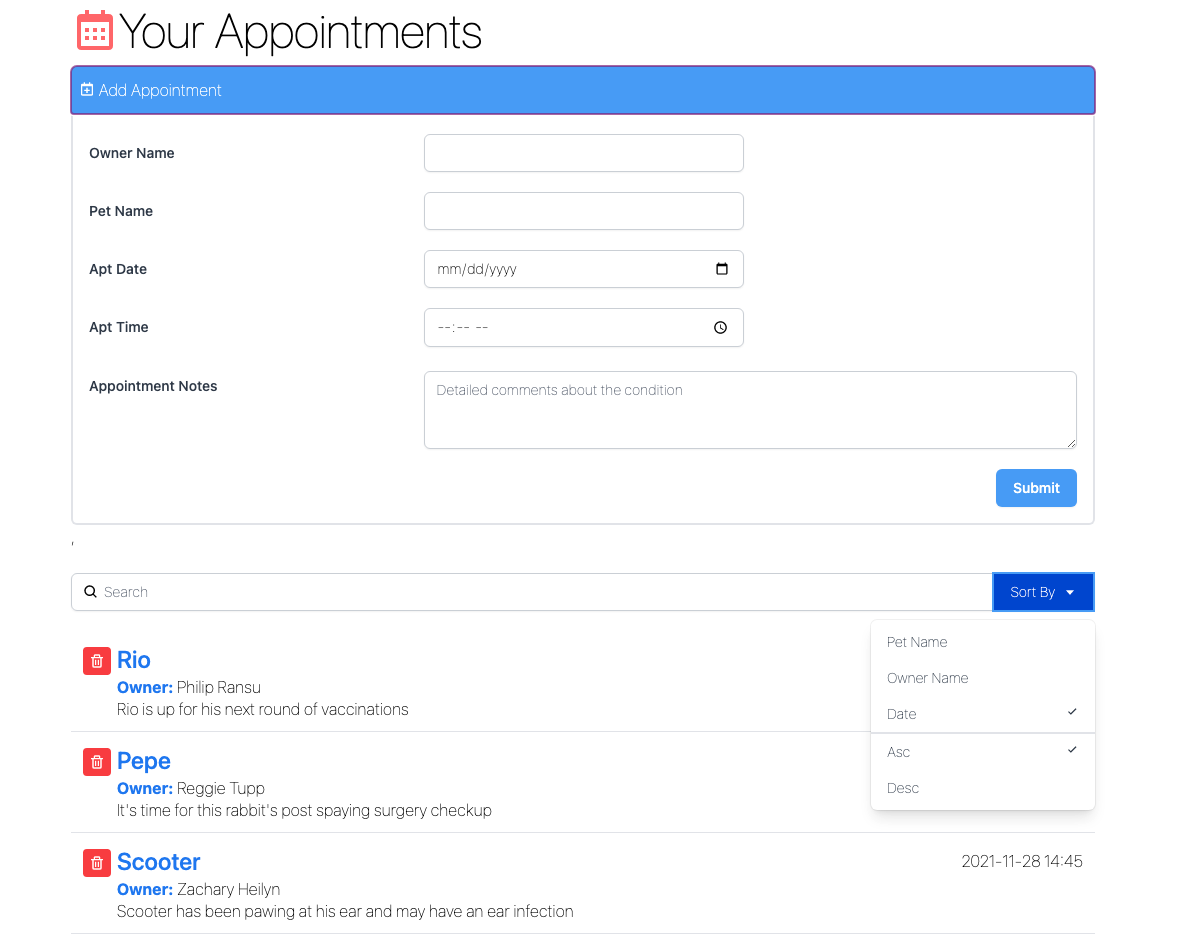 Your Appointments
Add Appointment
Owner Name
Pet Name
Apt Date
mm/dd/yyyy
Apt Time
--:-- --
Appointment Notes
Detailed comments about the condition
Submit
,
Search
Sort By
Pet Name
Owner Name
Date
Asc
Desc
Rio
Owner: Philip Ransu
Rio is up for his next round of vaccinations
Pepe
Owner: Reggie Tupp
It's time for this rabbit's post spaying surgery checkup
Scooter
2021-11-28 14:45
Owner: Zachary Heilyn
Scooter has been pawing at his ear and may have an ear infection